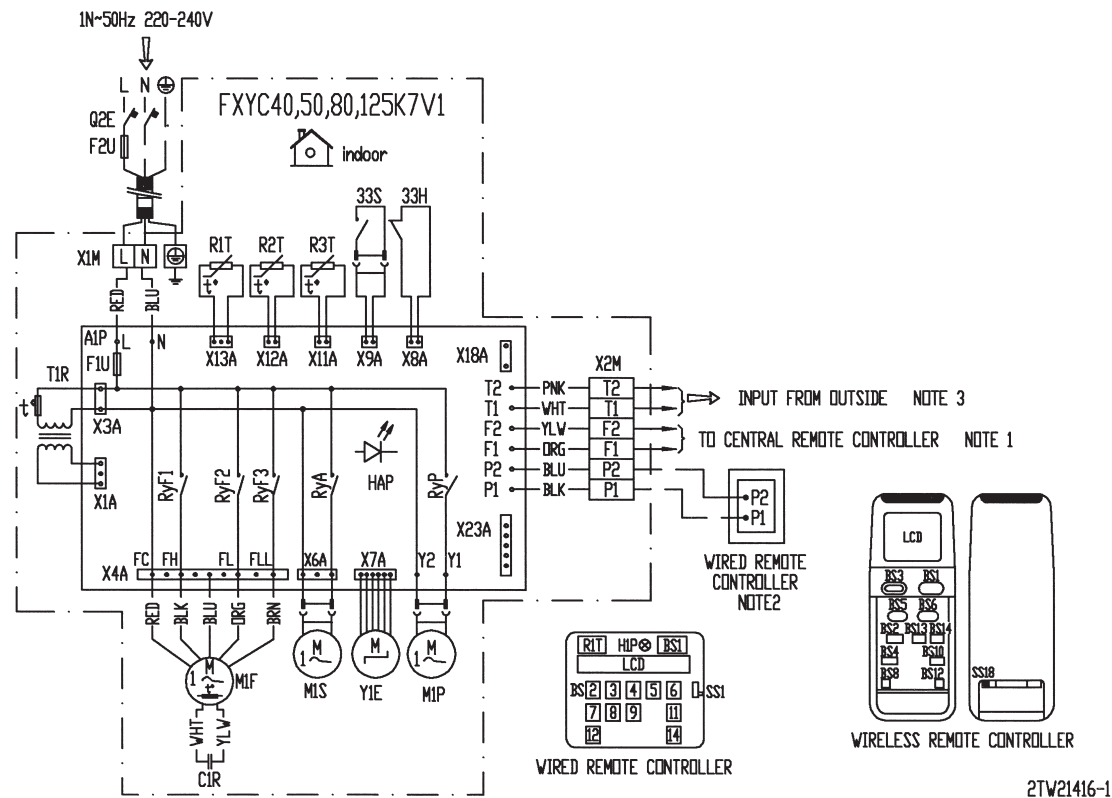 1N~50Hz 220-240V
L N
FXYC40,50,80,125K7V1
Q2E
F2U
indoor
33S 33H
X1M L N
R1T R2T R3T
t° t° t°
RED BLU
A1P L N
F1U
X13A X12A X11A X9A X8A
X18A
X2M
T1R
t°
X3A
T2 PNK T2
T1 WHT T1
INPUT FROM OUTSIDE NOTE 3
F2 YLW F2
F1 ORG F1
TO CENTRAL REMOTE CONTROLLER NOTE 1
P2 BLU P2
P1 BLK P1
HAP
RyF1 RyF2 RyF3 RyA RyP
X1A
P2
P1
X23A
WIRED REMOTE
CONTROLLER
NOTE2
FC FH FL FLL X6A X7A Y2 Y1
X4A
RED BLK BLU ORG BRN
M
1
t°
M1F
M
1
M1S
M
Y1E
M
1
M1P
WHT YLW
C1R
R1T H1P BS1
LCD
BS 2 3 4 5 6 SS1
7 8 9 11
12 14
WIRED REMOTE CONTROLLER
LCD
BS3 BS1
BS5 BS6
BS2 BS13 BS14
BS4 BS10
BS8 BS12
SS18
WIRELESS REMOTE CONTROLLER
2TW21416-1